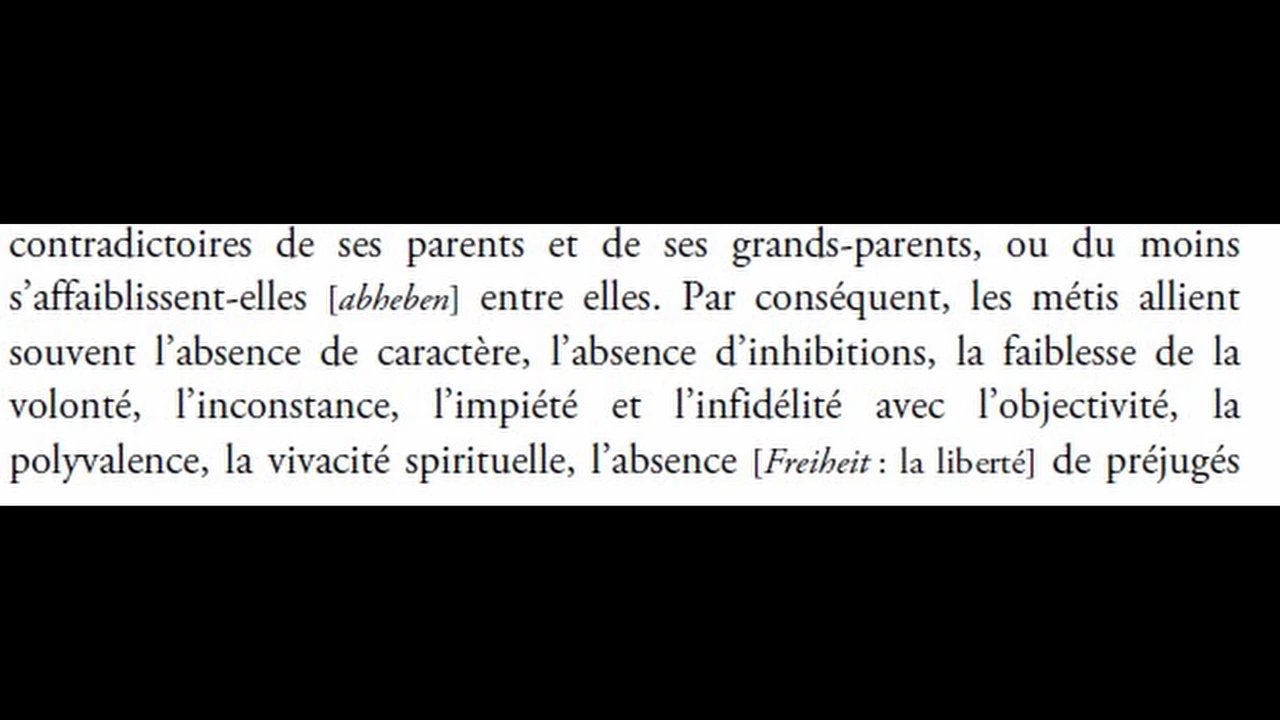 contradictoires de ses parents et de ses grands-parents, ou du moins
s’affaiblissent-elles [abheben] entre elles. Par conséquent, les métis allient
souvent l’absence de caractère, l’absence d’inhibitions, la faiblesse de la
volonté, l’inconstance, l’impiété et l’infidélité avec l’objectivité, la
polyvalence, la vivacité spirituelle, l’absence [Freiheit : la liberté] de préjugés